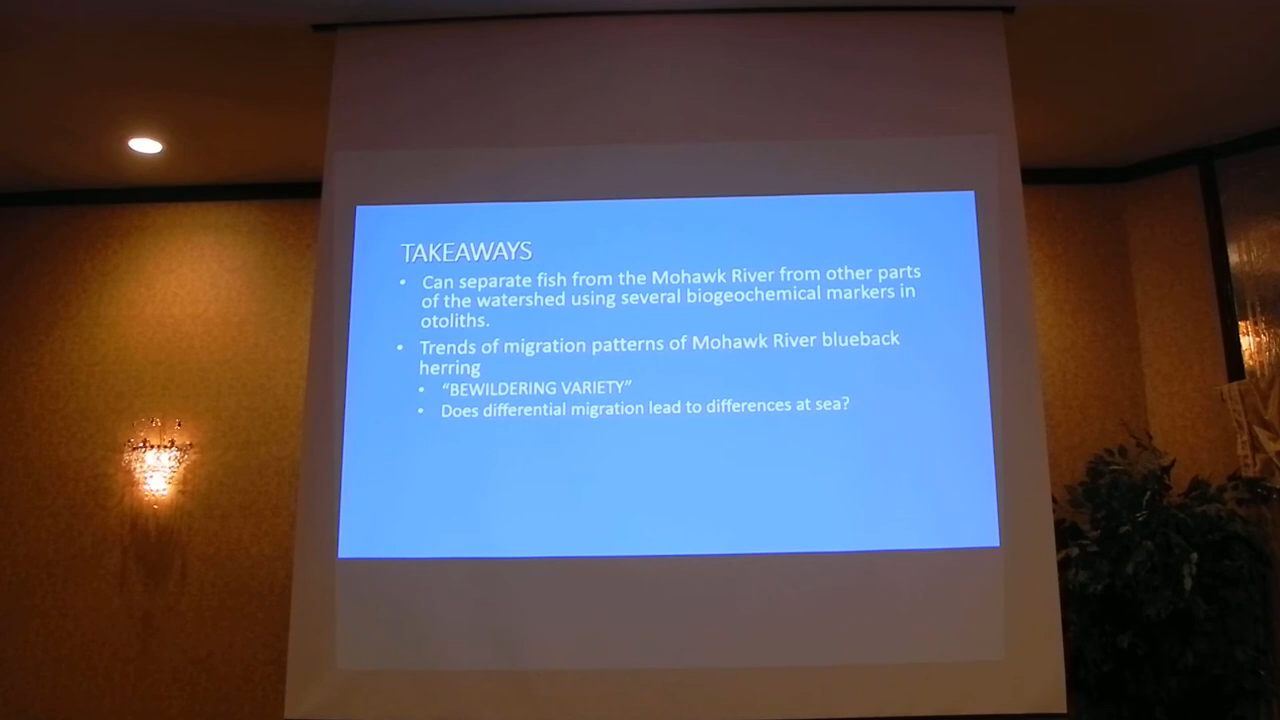 TAKEAWAYS
• Can separate fish from the Mohawk River from other parts
of the watershed using several biogeochemical markers in
otoliths.
• Trends of migration patterns of Mohawk River blueback
herring
• “BEWILDERING VARIETY”
• Does differential migration lead to differences at sea?